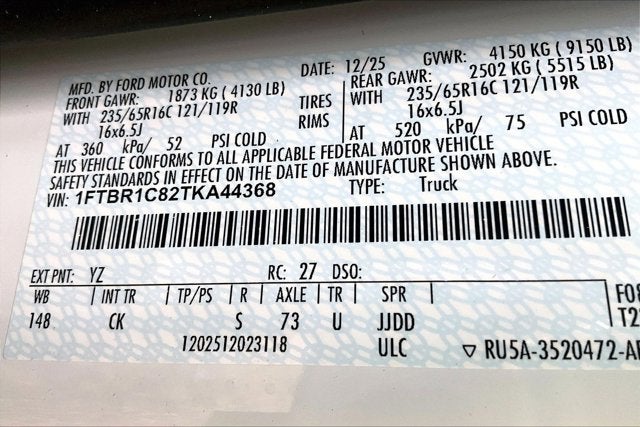 MFD. BY FORD MOTOR CO. DATE: 12/25 GVWR: 4150 KG ( 9150 LB)
FRONT GAWR: 1873 KG ( 4130 LB) REAR GAWR: 2502 KG ( 5515 LB)
WITH 235/65R16C 121/119R TIRES WITH 235/65R16C 121/119R
16x6.5J RIMS 16x6.5J
AT 360 kPa/ 52 PSI COLD AT 520 kPa/ 75 PSI COLD
THIS VEHICLE CONFORMS TO ALL APPLICABLE FEDERAL MOTOR VEHICLE
SAFETY STANDARDS IN EFFECT ON THE DATE OF MANUFACTURE SHOWN ABOVE.
VIN: 1FTBR1C82TKA44368 TYPE: Truck
EXT PNT: YZ RC: 27 DSO:
WB | INT TR | TP/PS | R | AXLE | TR | SPR | F08
148 CK S 73 U JJDD
1202512023118 ULC ▽ RU5A-3520472-A